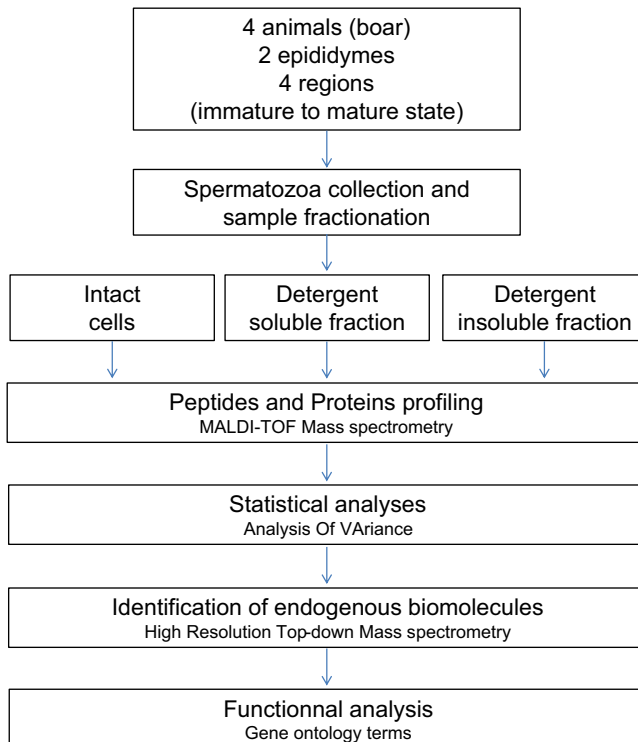 4 animals (boar)
2 epididymes
4 regions
(immature to mature state)
Spermatozoa collection and
sample fractionation
Intact
cells
Detergent
soluble fraction
Detergent
insoluble fraction
Peptides and Proteins profiling
MALDI-TOF Mass spectrometry
Statistical analyses
Analysis Of VAriance
Identification of endogenous biomolecules
High Resolution Top-down Mass spectrometry
Functionnal analysis
Gene ontology terms